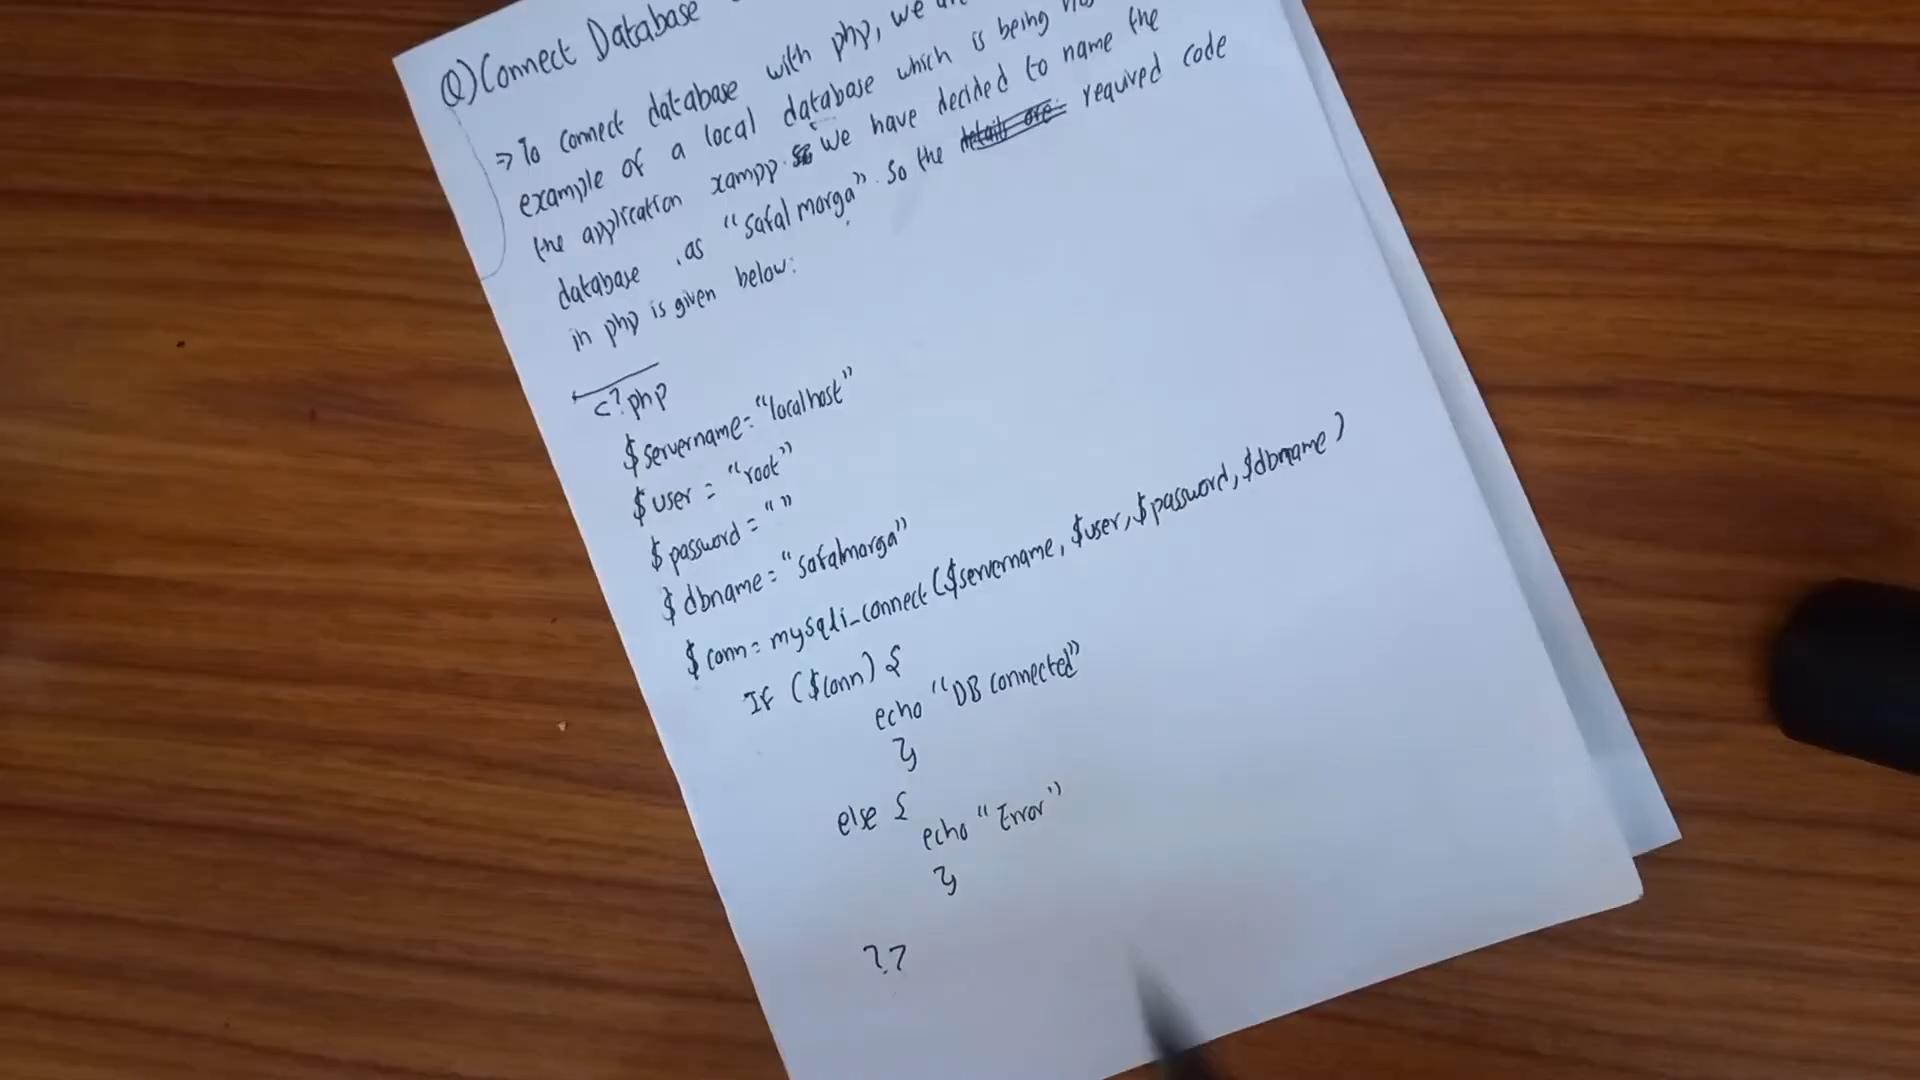 Q) Connect Database
⇒ To connect database with php, we
example of a local database which is being
the application xampp. We have decided to name the
database as "safal marga". So the required code
in php is given below:
<?php
$servername= "localhost"
$user = "root"
$password = " "
$dbname= "safalmarga"
$conn= mysqli_connect($servername, $user, $password, $dbname)
If ($conn) {
echo "DB connected"
}
else {
echo "Error"
}
?>